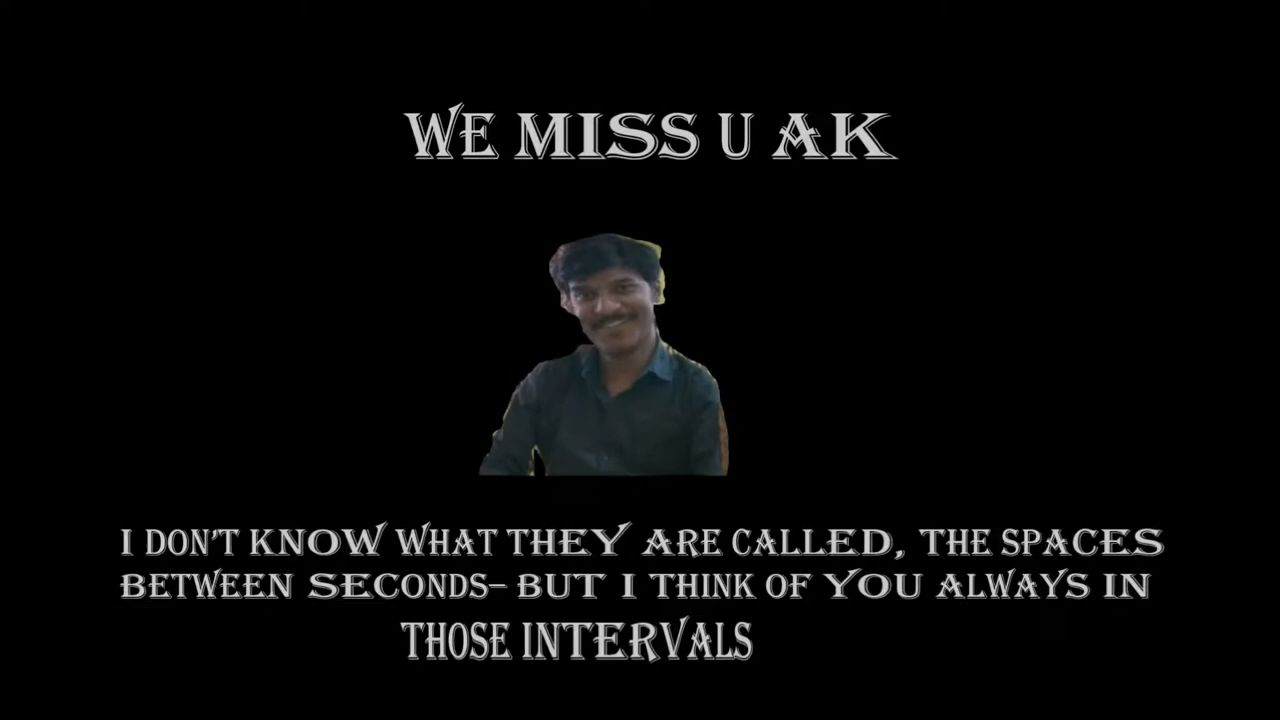 WE MISS U AK
I DON'T KNOW WHAT THEY ARE CALLED, THE SPACES
BETWEEN SECONDS– BUT I THINK OF YOU ALWAYS IN
THOSE INTERVALS